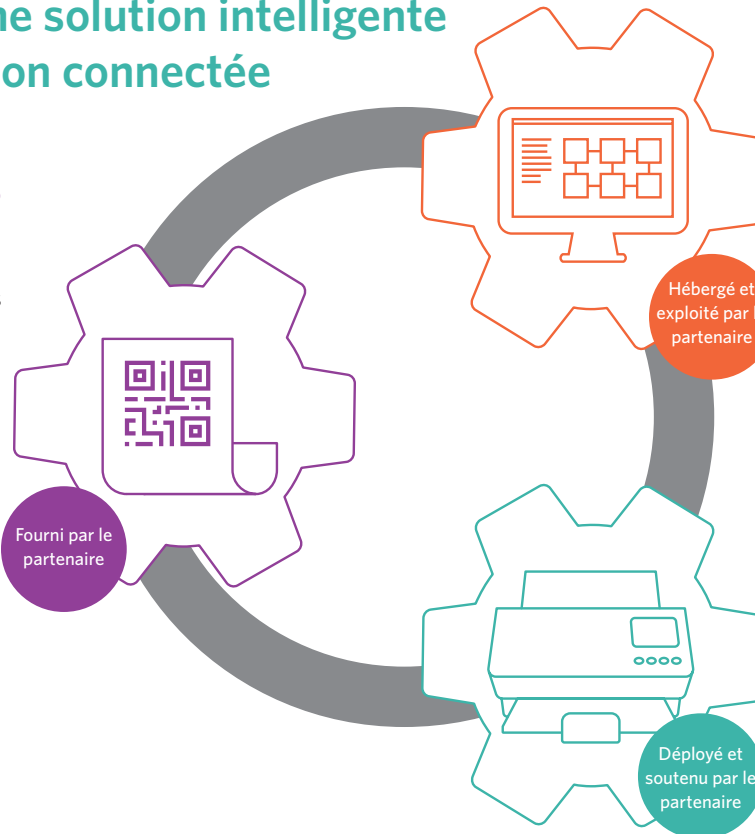 ne solution intelligente
on connectée
Hébergé et
exploité par l
partenaire
Fourni par le
partenaire
Déployé et
soutenu par le
partenaire